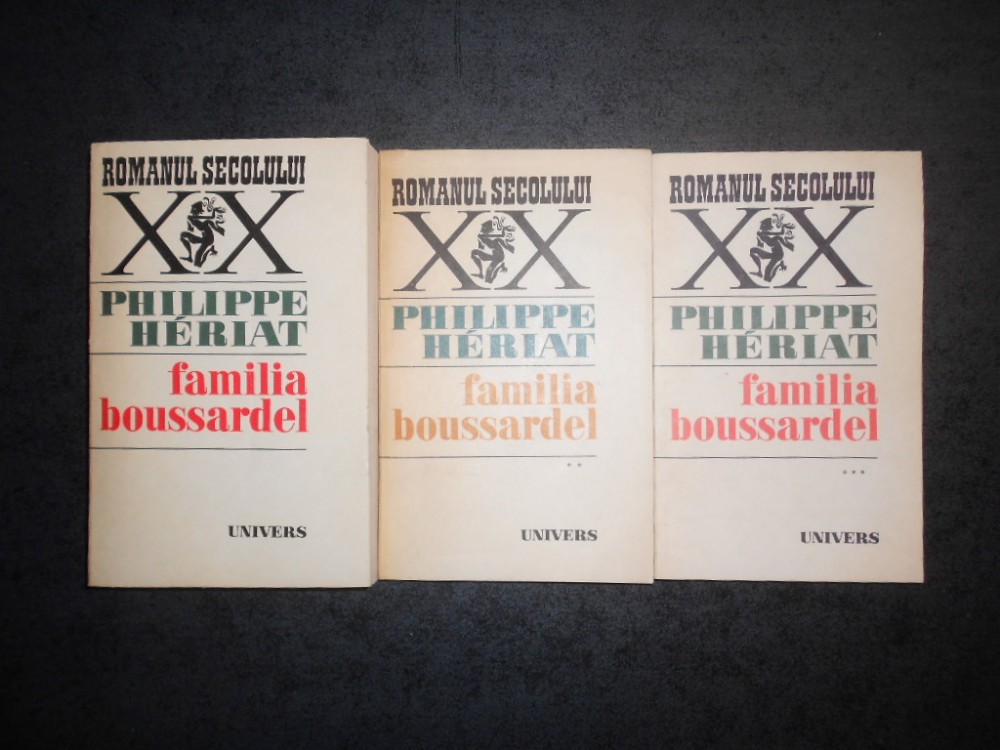 ROMANUL SECOLULUI
XX
PHILIPPE
HÉRIAT
familia
boussardel
UNIVERS
ROMANUL SECOLULUI
XX
PHILIPPE
HÉRIAT
familia
boussardel
**
UNIVERS
ROMANUL SECOLULUI
XX
PHILIPPE
HÉRIAT
familia
boussardel
***
UNIVERS